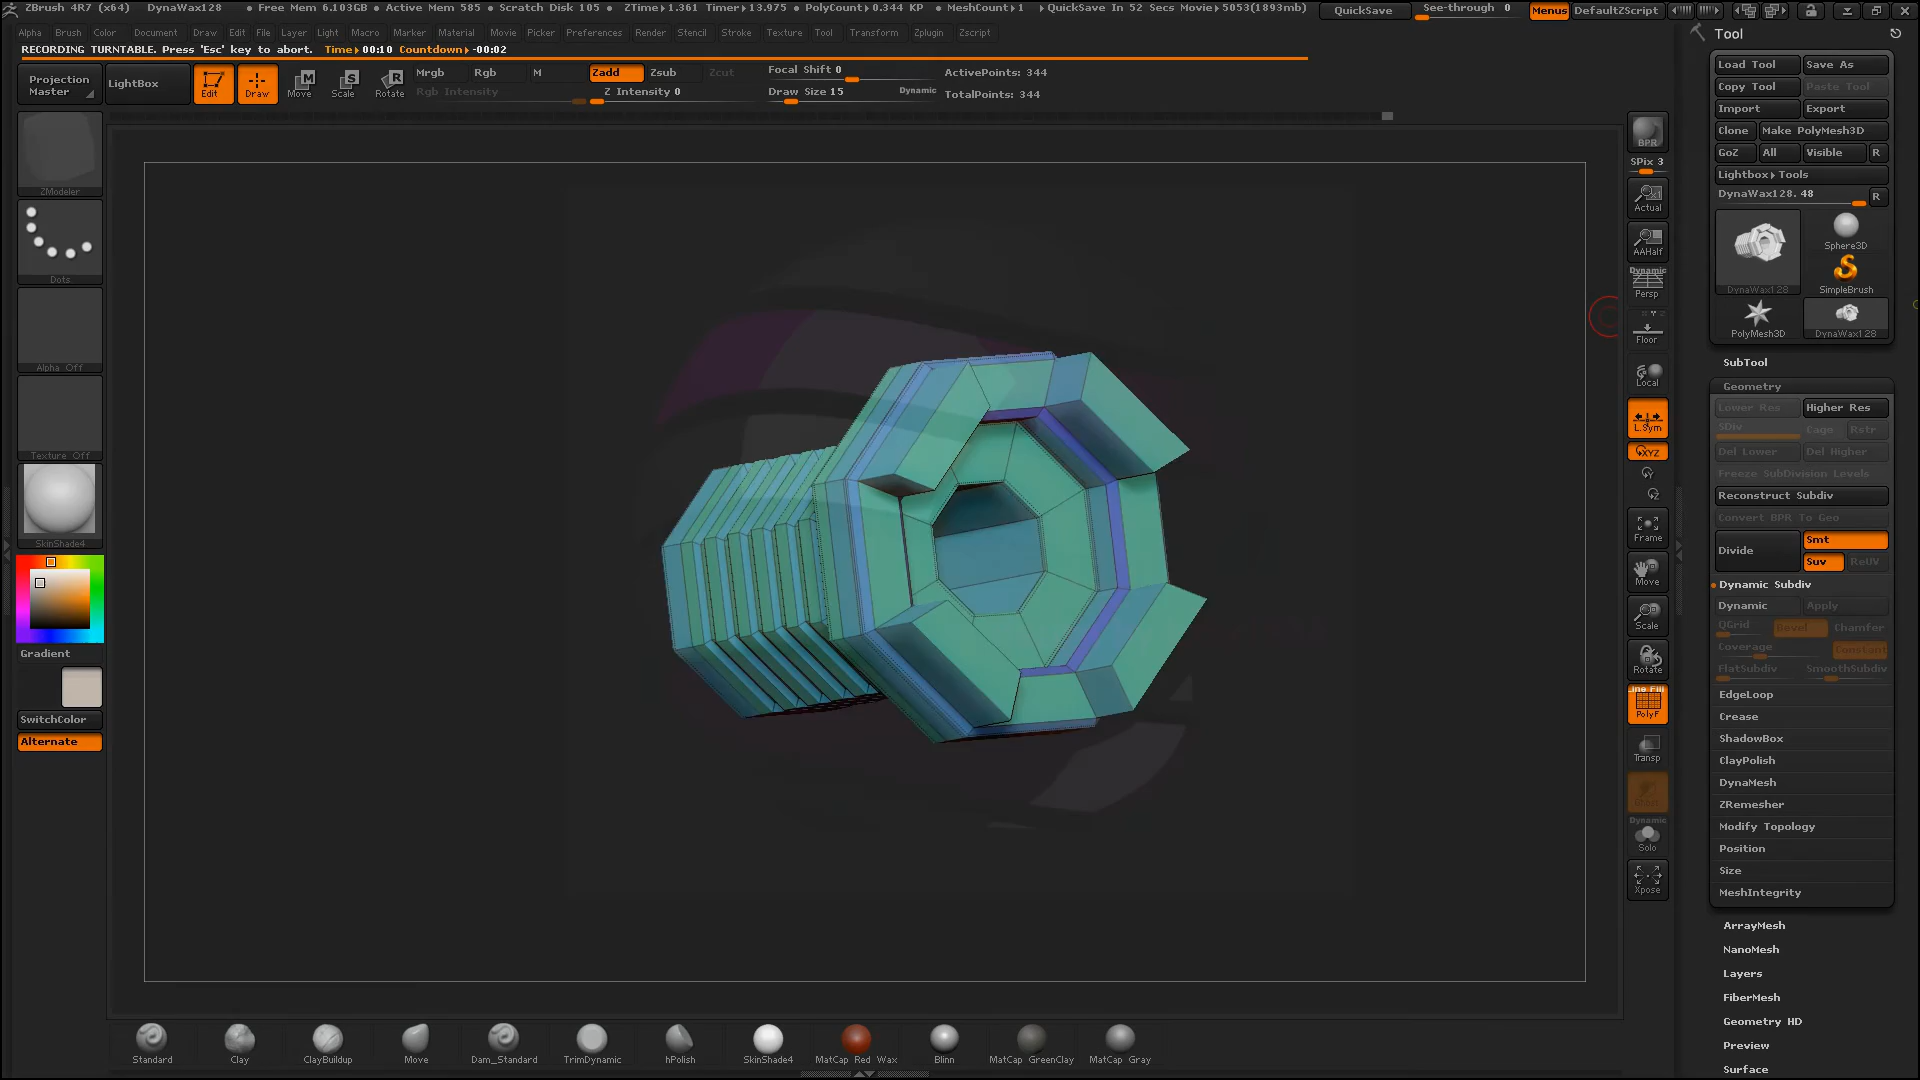 ZBrush 4R7 (x64)   DynaWax128   • Free Mem 6.103GB • Active Mem 585 • Scratch Disk 105 • ZTime▸1.361 Timer▸13.975 • PolyCount▸0.344 KP • MeshCount▸1 ▸QuickSave In 52 Secs Movie▸5053(1893mb) QuickSave See-through 0 Menus DefaultZScript
Alpha Brush Color Document Draw Edit File Layer Light Macro Marker Material Movie Picker Preferences Render Stencil Stroke Texture Tool Transform Zplugin Zscript
RECORDING TURNTABLE. Press 'Esc' key to abort. Time▸00:10 Countdown▸-00:02
Projection Master
LightBox
Edit
Draw
Move
Scale
Rotate
Mrgb Rgb M
Rgb Intensity
Zadd Zsub Zcut
Z Intensity 0
Focal Shift 0
Draw Size 15 Dynamic
ActivePoints: 344
TotalPoints: 344
ZModeler
Dots
Alpha Off
Texture Off
SkinShade4
Gradient
SwitchColor
Alternate
BPR
SPix 3
Actual
AAHalf
Dynamic
Persp
Floor
Local
L.Sym
XYZ
Y
Z
Frame
Move
Scale
Rotate
Line Fill
PolyF
Transp
Dynamic
Solo
Xpose
Tool
Load Tool Save As
Copy Tool Paste Tool
Import Export
Clone Make PolyMesh3D
GoZ All Visible R
Lightbox▸Tools
DynaWax128. 48 R
DynaWax128
Sphere3D
SimpleBrush
PolyMesh3D
DynaWax128
SubTool
Geometry
Lower Res Higher Res
SDiv Cage Rstr
Del Lower Del Higher
Freeze SubDivision Levels
Reconstruct Subdiv
Convert BPR To Geo
Divide Smt
Suv ReUV
Dynamic Subdiv
Dynamic Apply
QGrid Bevel Chamfer
Coverage Constant
FlatSubdiv SmoothSubdiv
EdgeLoop
Crease
ShadowBox
ClayPolish
DynaMesh
ZRemesher
Modify Topology
Position
Size
MeshIntegrity
ArrayMesh
NanoMesh
Layers
FiberMesh
Geometry HD
Preview
Surface
Standard Clay ClayBuildup Move Dam_Standard TrimDynamic hPolish SkinShade4 MatCap Red Wax Blinn MatCap GreenClay MatCap Gray